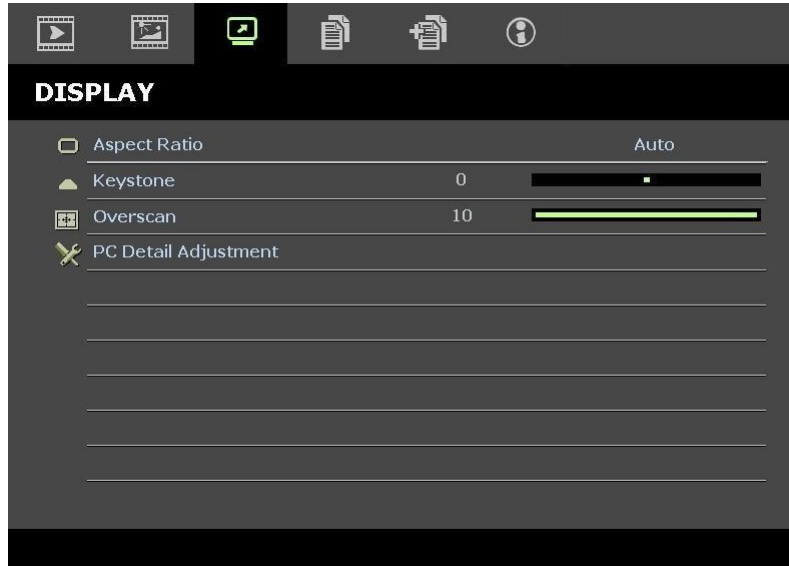 DISPLAY
Aspect Ratio Auto
Keystone 0
Overscan 10
PC Detail Adjustment